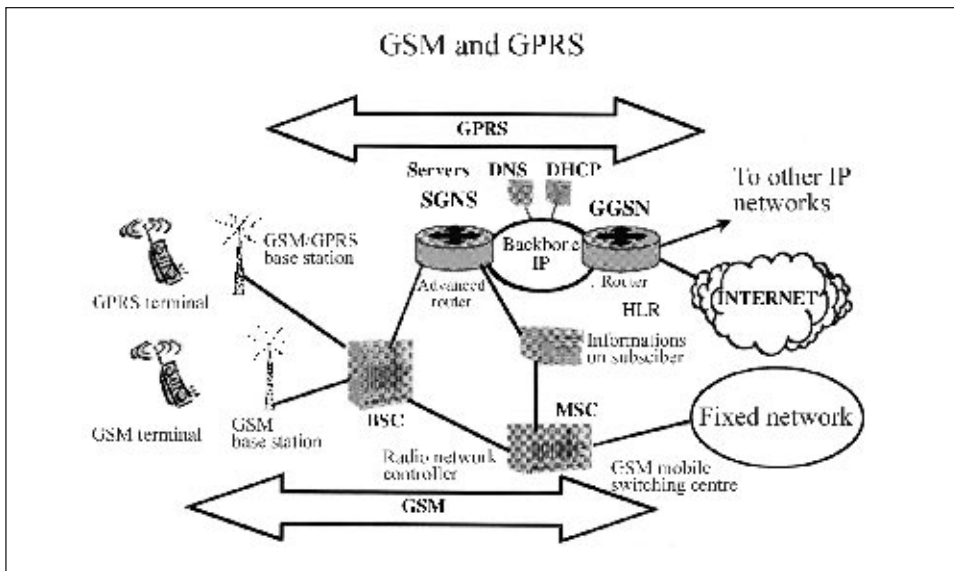 GSM and GPRS
GPRS
Servers DNS DHCP
SGNS
GGSN
To other IP
networks
GSM/GPRS
base station
Backbone
IP
GPRS terminal
Advanced
router
Router
HLR
INTERNET
Informations
on subsciber
GSM terminal
GSM
base station
BSC
MSC
Fixed network
Radio network
controller
GSM mobile
switching centre
GSM